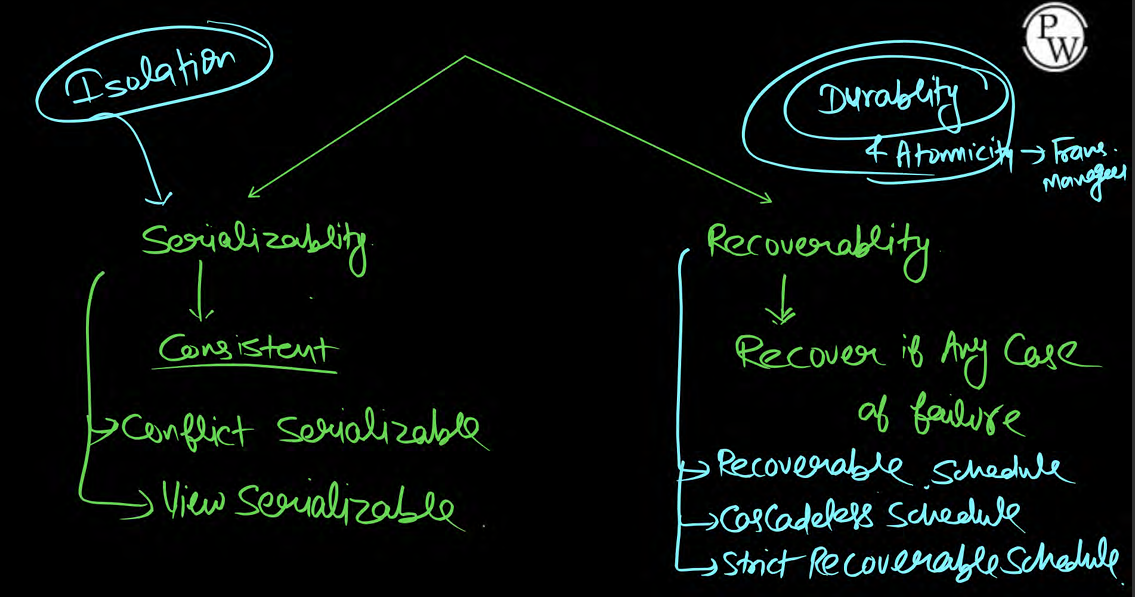 PW
Isolation
Durablity
& Atomicity → Trans.
Manager
Serializablity
Recoverablity
Consistent
Recover if Any Case
of failure
Conflict Serializable
View Serializable
Recoverable Schedule
Cascadeless Schedule
Strict Recoverable Schedule.